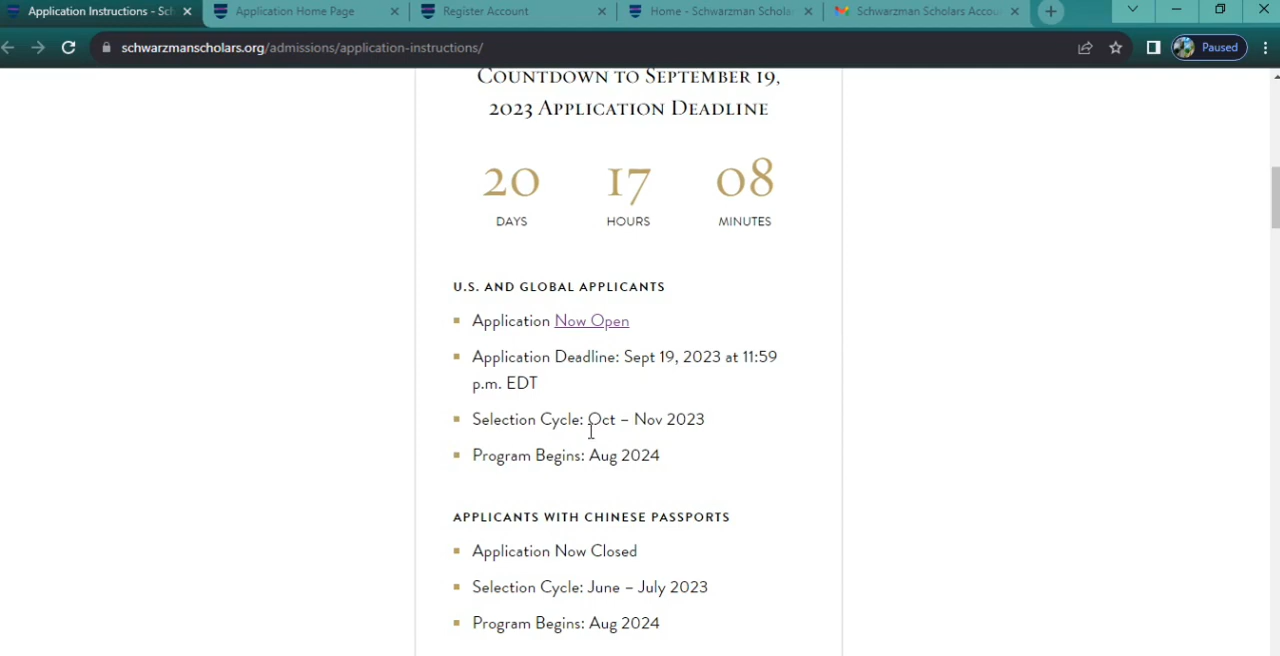 Application Instructions - Sch
Application Home Page
Register Account
Home - Schwarzman Schola
Schwarzman Scholars Accou
schwarzmanscholars.org/admissions/application-instructions/
Paused
Countdown to September 19,
2023 Application Deadline
20
17
08
DAYS
HOURS
MINUTES
U.S. AND GLOBAL APPLICANTS
Application Now Open
Application Deadline: Sept 19, 2023 at 11:59
p.m. EDT
Selection Cycle: Oct – Nov 2023
Program Begins: Aug 2024
APPLICANTS WITH CHINESE PASSPORTS
Application Now Closed
Selection Cycle: June – July 2023
Program Begins: Aug 2024